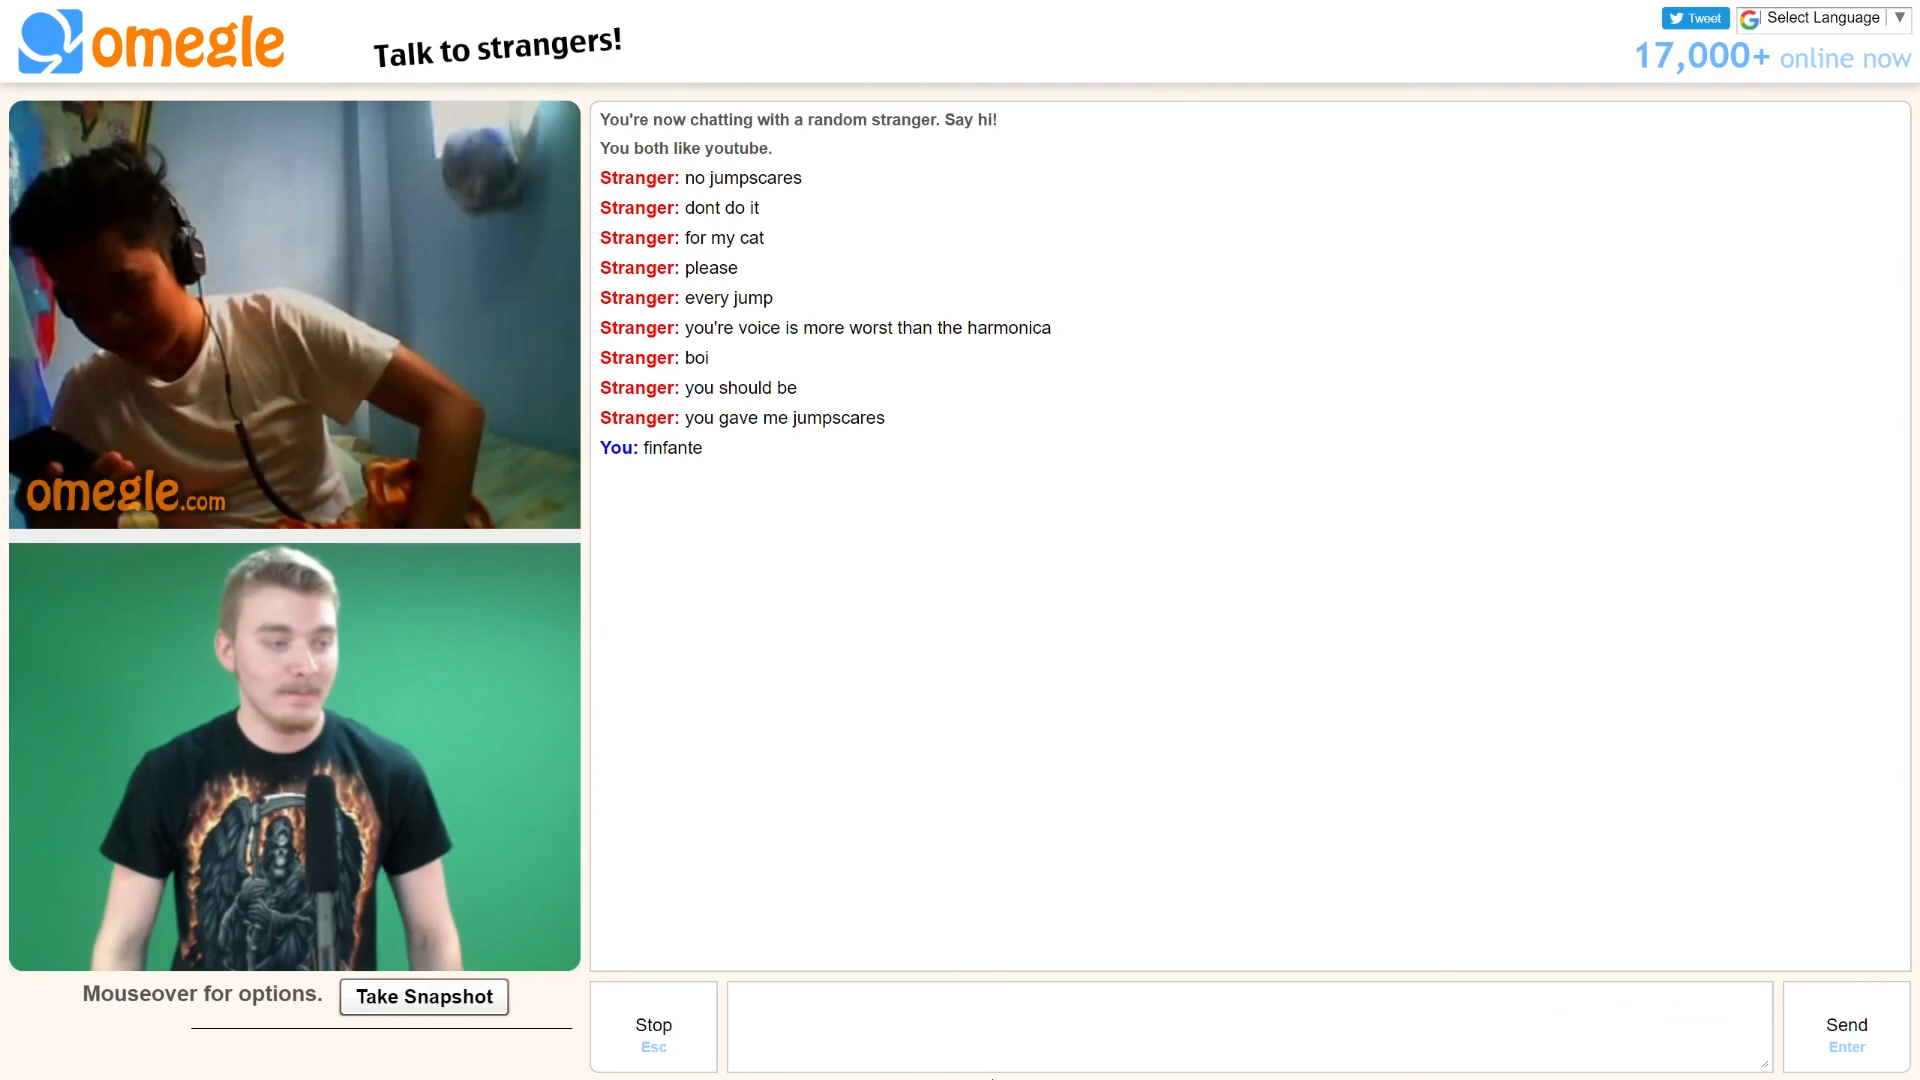 omegle
Talk to strangers!
Tweet
Select Language
17,000+ online now
You're now chatting with a random stranger. Say hi!
You both like youtube.
Stranger: no jumpscares
Stranger: dont do it
Stranger: for my cat
Stranger: please
Stranger: every jump
Stranger: you're voice is more worst than the harmonica
Stranger: boi
Stranger: you should be
Stranger: you gave me jumpscares
You: finfante
omegle.com
Mouseover for options.
Take Snapshot
Stop
Esc
Send
Enter